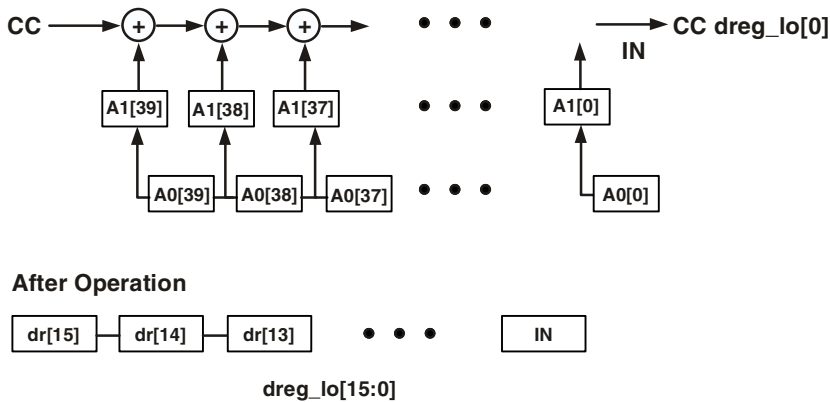 CC + + + CC dreg_lo[0]
IN
A1[39] A1[38] A1[37] A1[0]
A0[39] A0[38] A0[37] A0[0]
After Operation
dr[15] dr[14] dr[13] IN
dreg_lo[15:0]